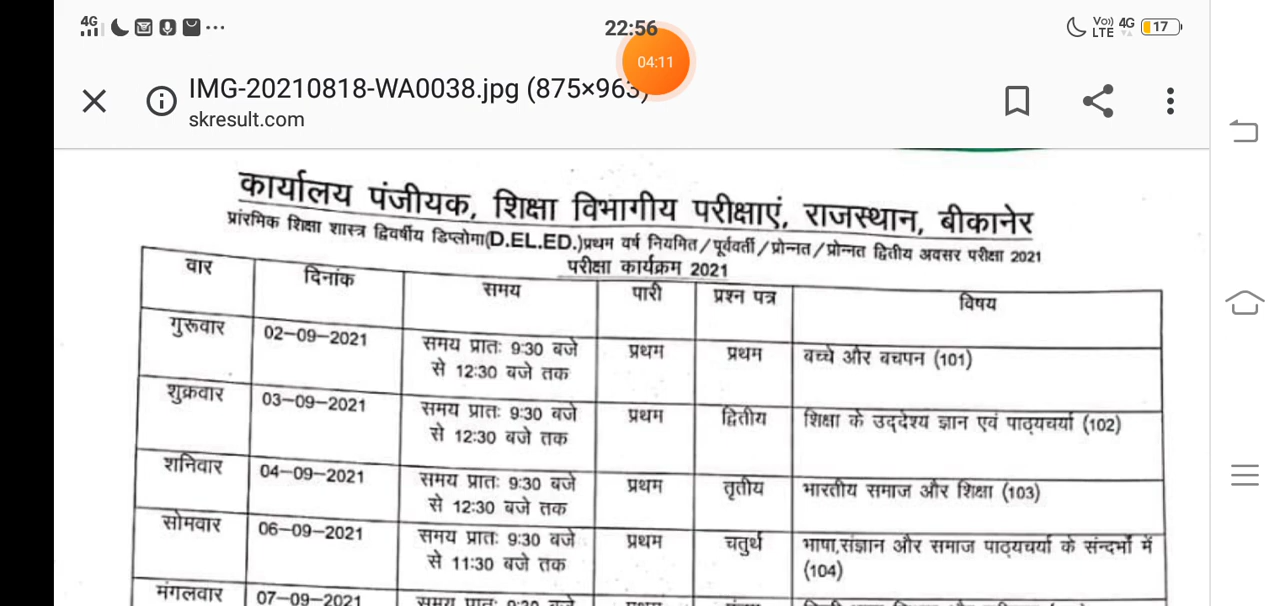 4G
22:56
Vo)) 4G
LTE
17
04:11
IMG-20210818-WA0038.jpg (875×963)
skresult.com
कार्यालय पंजीयक, शिक्षा विभागीय परीक्षाएं, राजस्थान, बीकानेर
प्रांरमिक शिक्षा शास्त्र द्विवर्षीय डिप्लोमा(D.EL.ED.)प्रथम वर्ष नियमित/पूर्ववर्ती/प्रोन्नत/प्रोन्नत द्वितीय अवसर परीक्षा 2021
परीक्षा कार्यक्रम 2021
वार दिनांक समय पारी प्रश्न पत्र विषय
गुरूवार 02-09-2021 समय प्रातः 9:30 बजे प्रथम प्रथम बच्चे और बचपन (101)
से 12:30 बजे तक
शुक्रवार 03-09-2021 समय प्रातः 9:30 बजे प्रथम द्वितीय शिक्षा के उद्देश्य ज्ञान एवं पाठ्यचर्या (102)
से 12:30 बजे तक
शनिवार 04-09-2021 समय प्रातः 9:30 बजे प्रथम तृतीय भारतीय समाज और शिक्षा (103)
से 12:30 बजे तक
सोमवार 06-09-2021 समय प्रातः 9:30 बजे प्रथम चतुर्थ भाषा,संज्ञान और समाज पाठ्यचर्या के संन्दर्भों में
से 11:30 बजे तक (104)
मंगलवार 07-09-2021 समय प्रातः 9:30 बजे